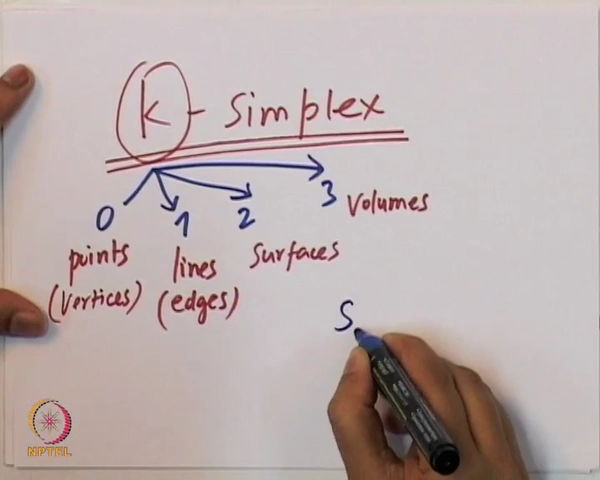 k - simplex
0 1 2 3 volumes
points lines surfaces
(vertices) (edges)
S
NPTEL